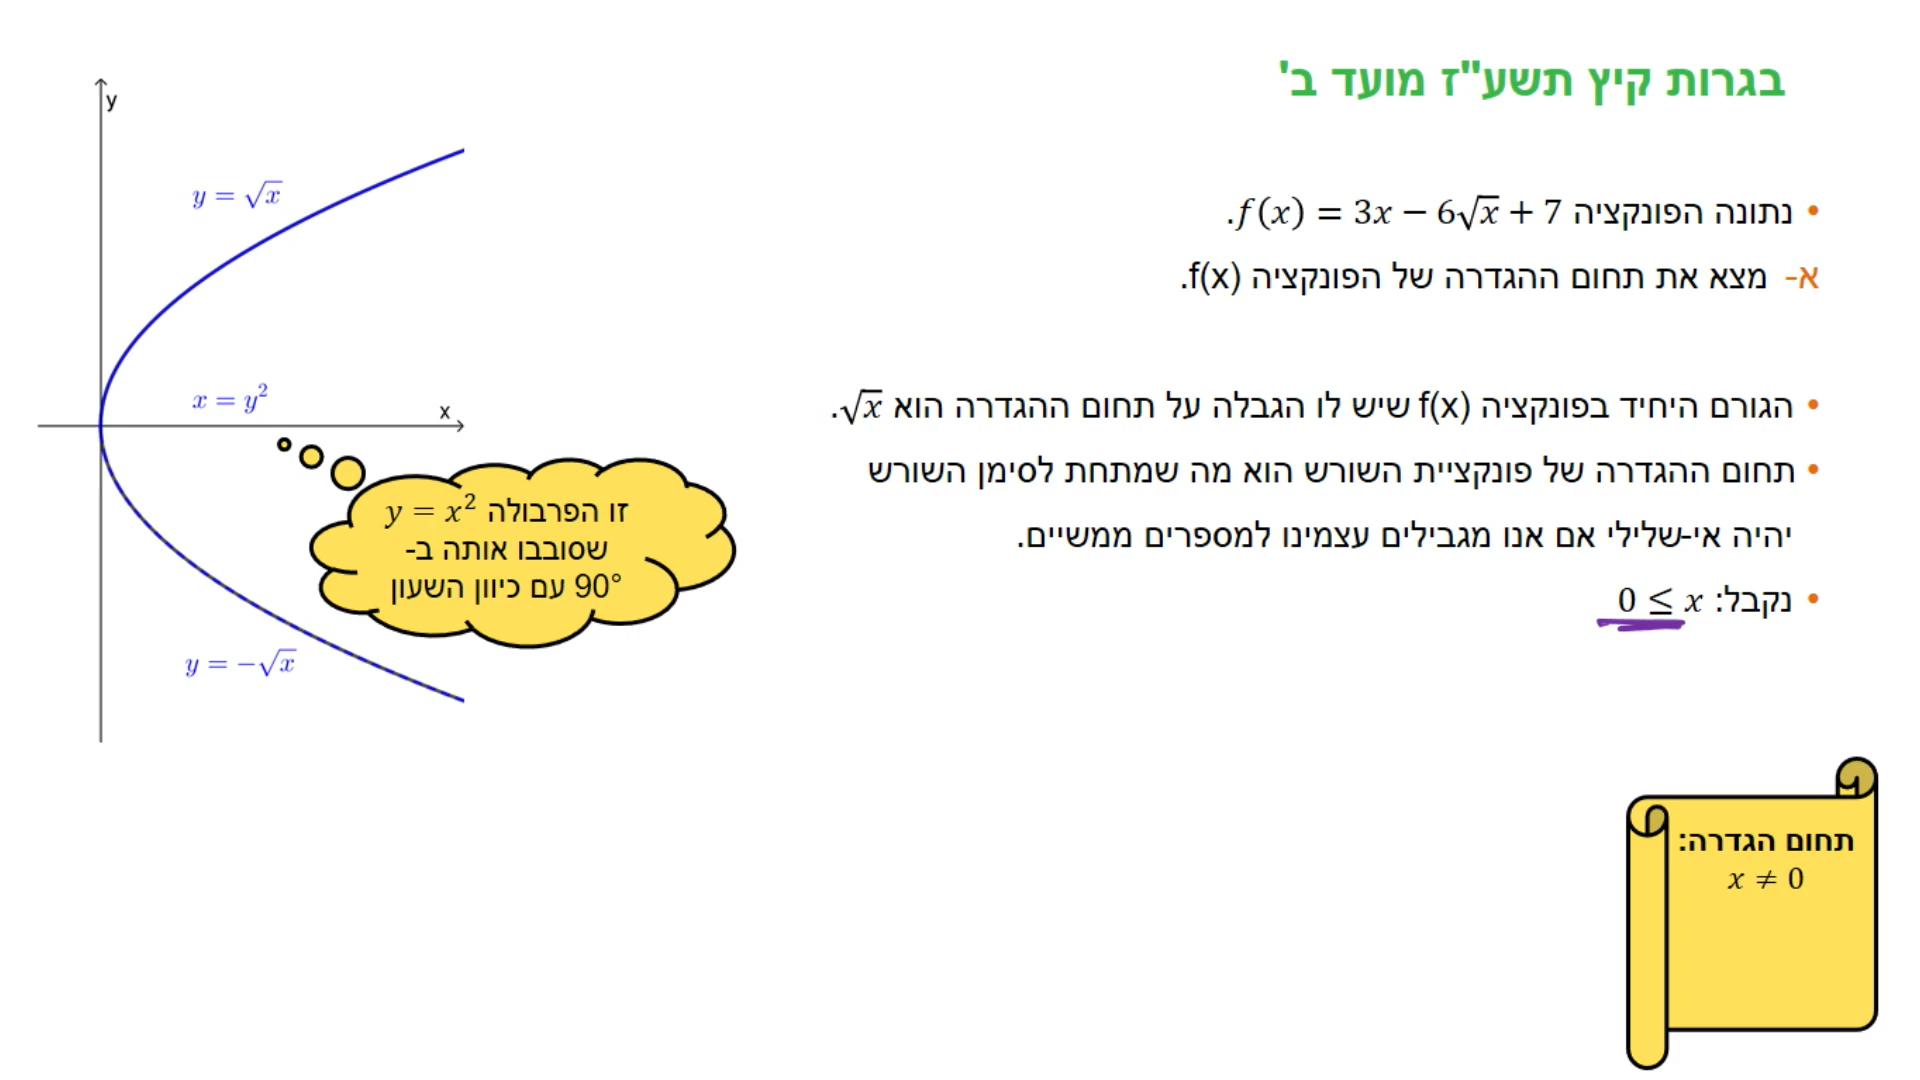 בגרות קיץ תשע"ז מועד ב'
• נתונה הפונקציה f(x) = 3x − 6√x + 7.
א- מצא את תחום ההגדרה של הפונקציה f(x).
• הגורם היחיד בפונקציה f(x) שיש לו הגבלה על תחום ההגדרה הוא √x.
• תחום ההגדרה של פונקציית השורש הוא מה שמתחת לסימן השורש
יהיה אי-שלילי אם אנו מגבילים עצמינו למספרים ממשיים.
• נקבל: 0 ≤ x
y
y = √x
x = y²
x
זו הפרבולה y = x²
שסובבו אותה ב-
90° עם כיוון השעון
y = −√x
תחום הגדרה:
x ≠ 0